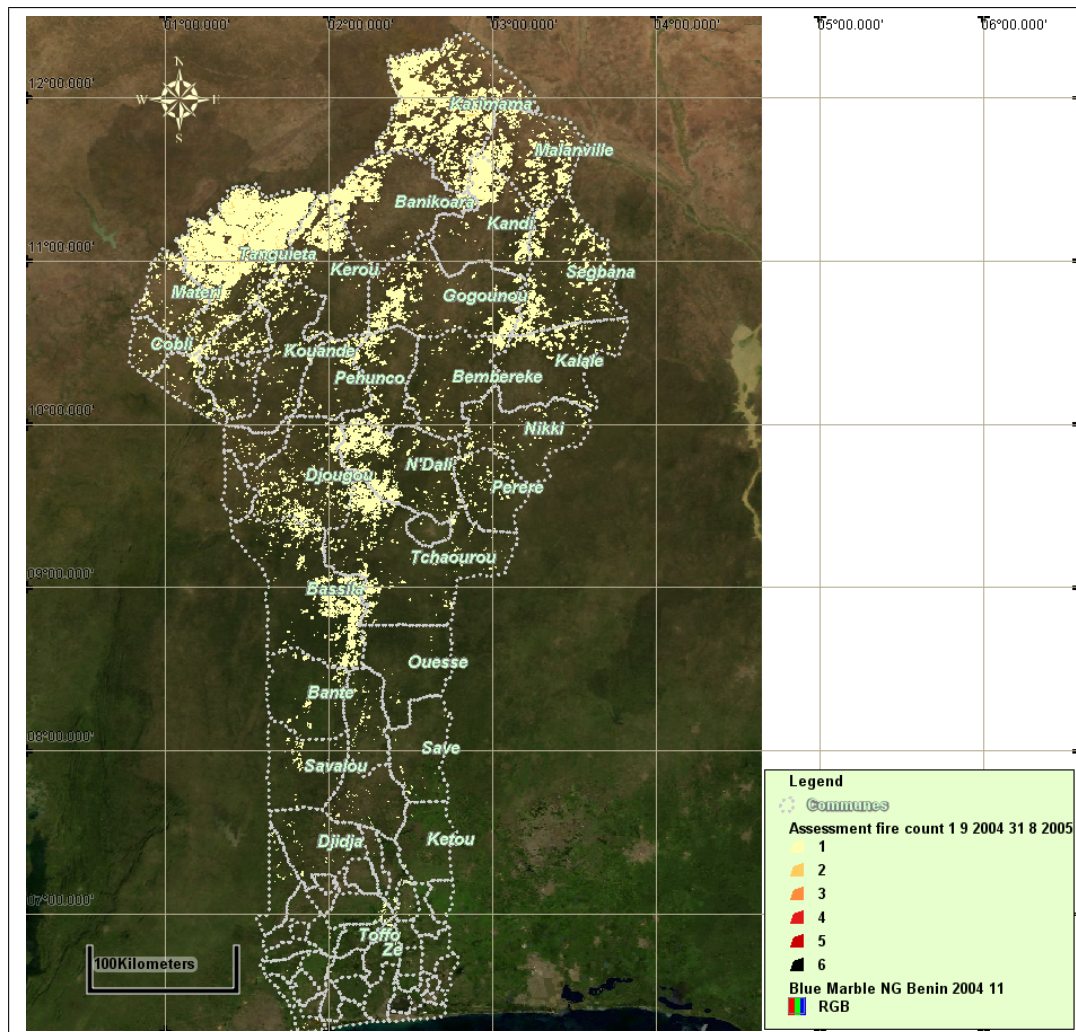 01°00.000' 02°00.000' 03°00.000' 04°00.000' 05°00.000' 06°00.000'
N
W E
S
12°00.000'
Karimama
Malanville
Banikoara
Kandi
11°00.000'
Tanguieta
Kerou
Segbana
Materi
Gogounou
Cobli
Kouande
Kalale
Pehunco
Bembereke
10°00.000'
Nikki
N'Dali
Djougou
Perere
Tchaourou
09°00.000'
Bassila
Ouesse
Bante
08°00.000'
Save
Savalou
Djidja
Ketou
07°00.000'
Toffo
Ze
100Kilometers
Legend
Communes
Assessment fire count 1 9 2004 31 8 2005
1
2
3
4
5
6
Blue Marble NG Benin 2004 11
RGB